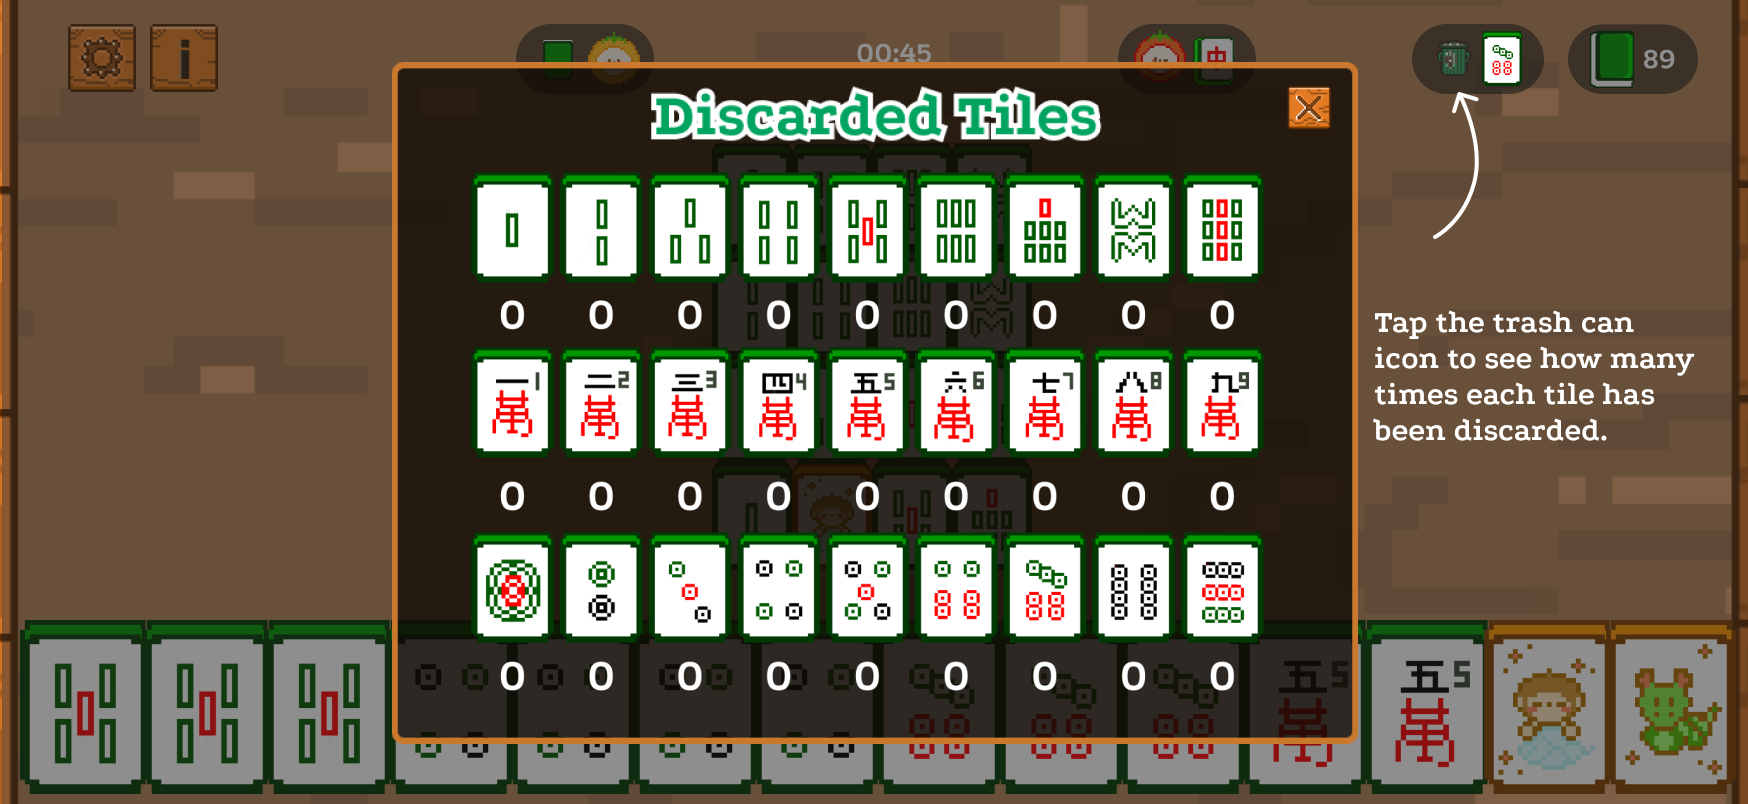 00:45
中
89
Discarded Tiles
0 0 0 0 0 0 0 0 0
一1 二2 三3 四4 五5 六6 七7 八8 九9
萬 萬 萬 萬 萬 萬 萬 萬 萬
0 0 0 0 0 0 0 0 0
0 0 0 0 0 0 0 0 0
Tap the trash can
icon to see how many
times each tile has
been discarded.
五5 五5
萬 萬